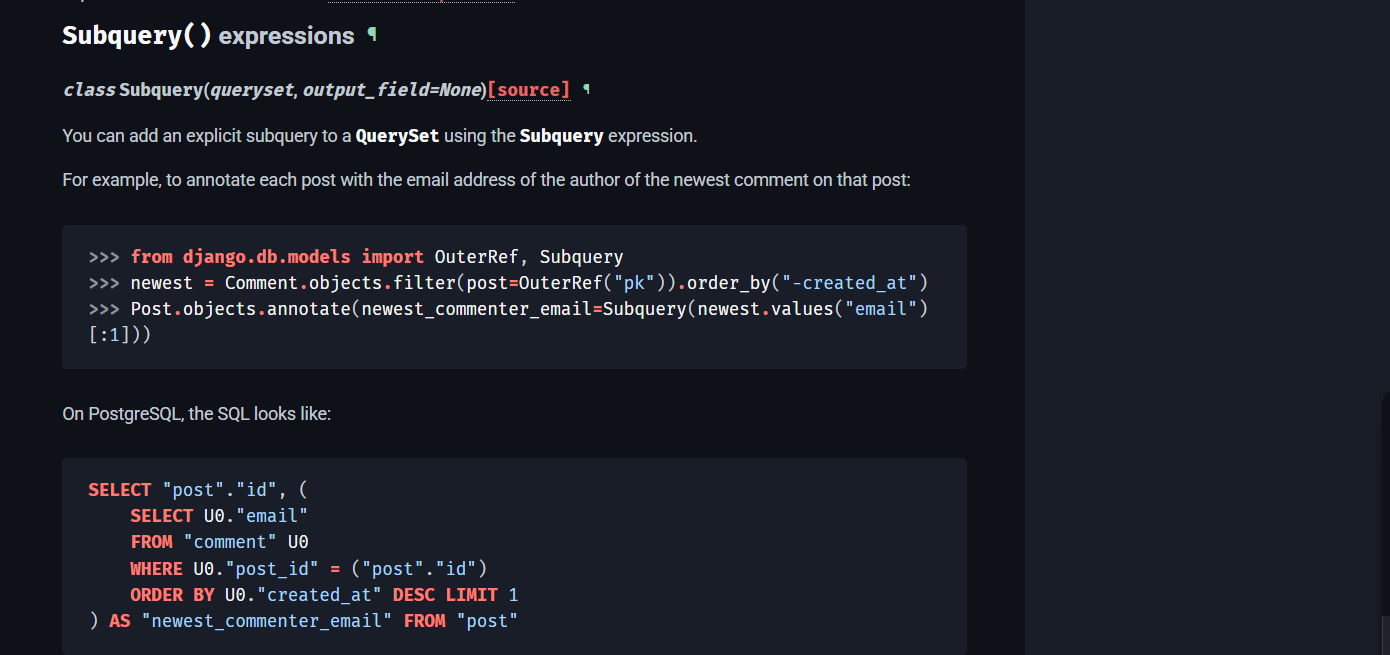 Subquery() expressions ¶
class Subquery(queryset, output_field=None)[source] ¶
You can add an explicit subquery to a QuerySet using the Subquery expression.
For example, to annotate each post with the email address of the author of the newest comment on that post:
>>> from django.db.models import OuterRef, Subquery
>>> newest = Comment.objects.filter(post=OuterRef("pk")).order_by("-created_at")
>>> Post.objects.annotate(newest_commenter_email=Subquery(newest.values("email")
[:1]))
On PostgreSQL, the SQL looks like:
SELECT "post"."id", (
    SELECT U0."email"
    FROM "comment" U0
    WHERE U0."post_id" = ("post"."id")
    ORDER BY U0."created_at" DESC LIMIT 1
) AS "newest_commenter_email" FROM "post"